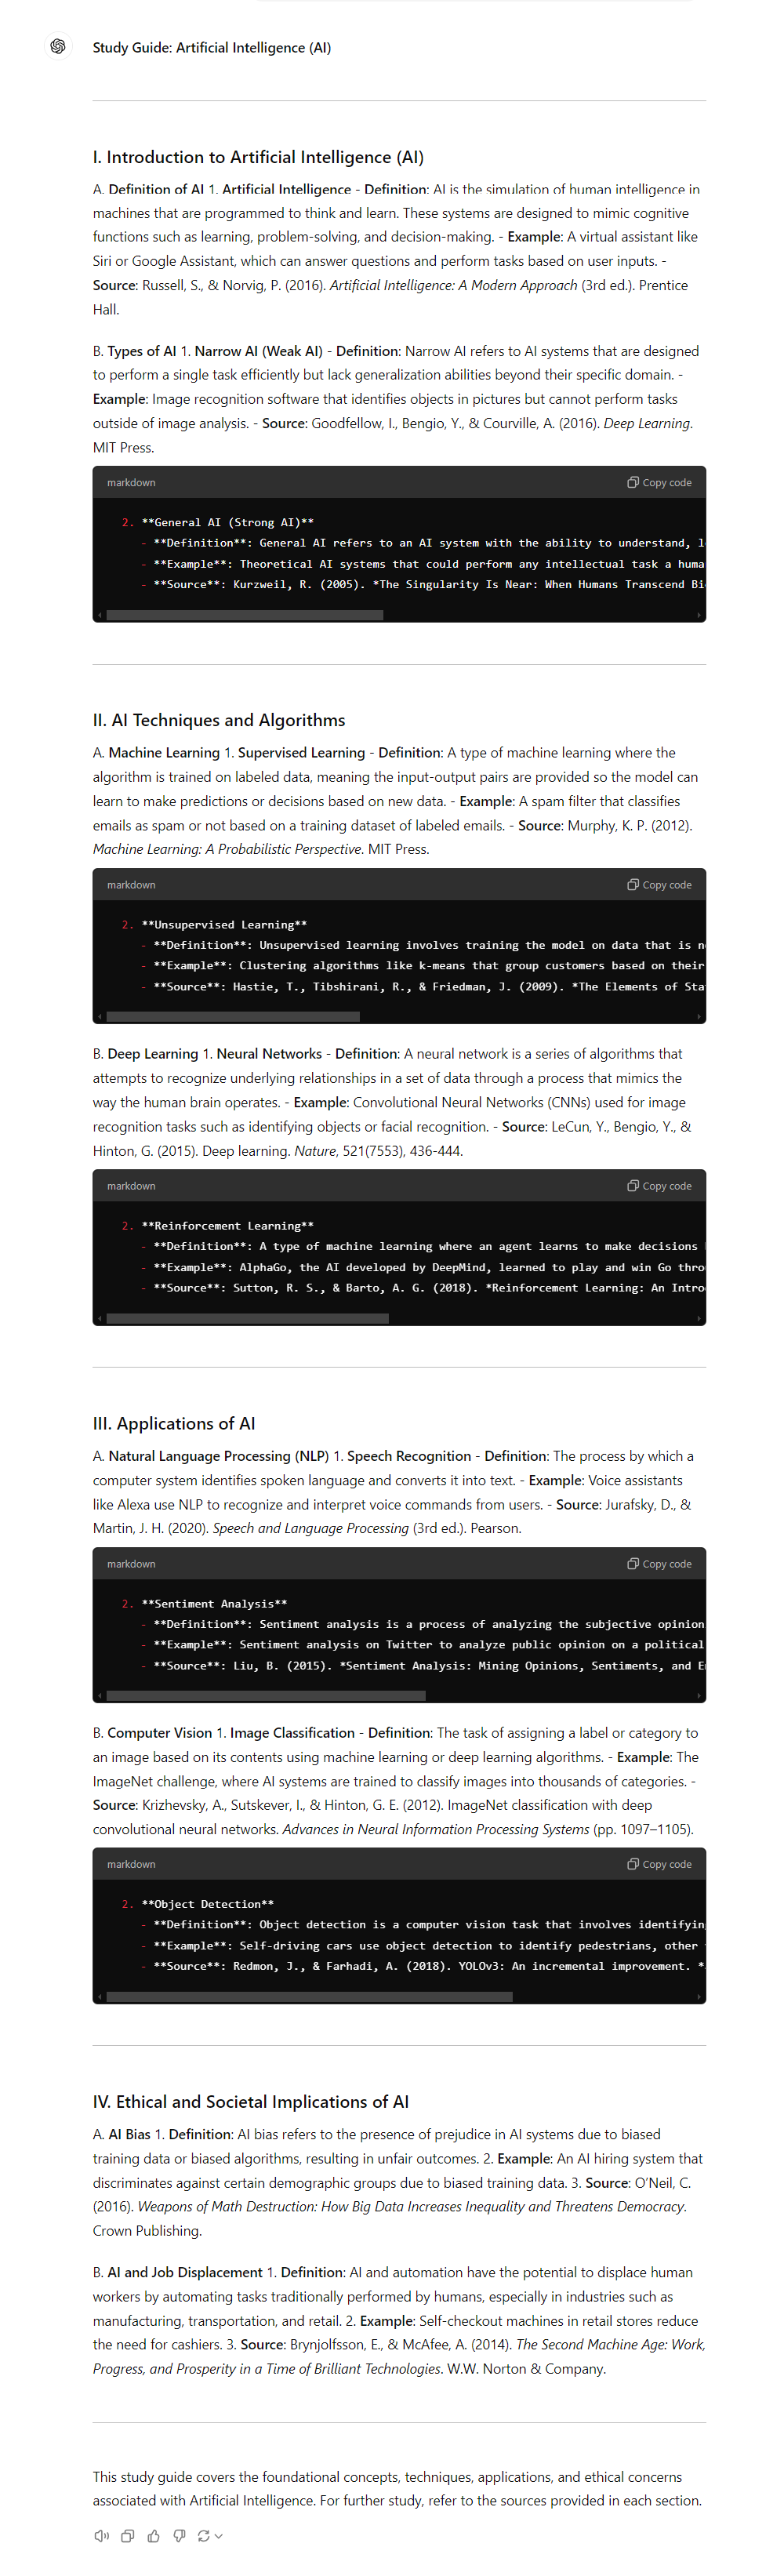 Study Guide: Artificial Intelligence (AI)
I. Introduction to Artificial Intelligence (AI)
A. Definition of AI 1. Artificial Intelligence - Definition: AI is the simulation of human intelligence in
machines that are programmed to think and learn. These systems are designed to mimic cognitive
functions such as learning, problem-solving, and decision-making. - Example: A virtual assistant like
Siri or Google Assistant, which can answer questions and perform tasks based on user inputs. -
Source: Russell, S., & Norvig, P. (2016). Artificial Intelligence: A Modern Approach (3rd ed.). Prentice
Hall.
B. Types of AI 1. Narrow AI (Weak AI) - Definition: Narrow AI refers to AI systems that are designed
to perform a single task efficiently but lack generalization abilities beyond their specific domain. -
Example: Image recognition software that identifies objects in pictures but cannot perform tasks
outside of image analysis. - Source: Goodfellow, I., Bengio, Y., & Courville, A. (2016). Deep Learning.
MIT Press.
markdown Copy code
2. **General AI (Strong AI)**
- **Definition**: General AI refers to an AI system with the ability to understand,
- **Example**: Theoretical AI systems that could perform any intellectual task a huma
- **Source**: Kurzweil, R. (2005). *The Singularity Is Near: When Humans Transcend Bi
II. AI Techniques and Algorithms
A. Machine Learning 1. Supervised Learning - Definition: A type of machine learning where the
algorithm is trained on labeled data, meaning the input-output pairs are provided so the model can
learn to make predictions or decisions based on new data. - Example: A spam filter that classifies
emails as spam or not based on a training dataset of labeled emails. - Source: Murphy, K. P. (2012).
Machine Learning: A Probabilistic Perspective. MIT Press.
markdown Copy code
2. **Unsupervised Learning**
- **Definition**: Unsupervised learning involves training the model on data that is n
- **Example**: Clustering algorithms like k-means that group customers based on their
- **Source**: Hastie, T., Tibshirani, R., & Friedman, J. (2009). *The Elements of Sta
B. Deep Learning 1. Neural Networks - Definition: A neural network is a series of algorithms that
attempts to recognize underlying relationships in a set of data through a process that mimics the
way the human brain operates. - Example: Convolutional Neural Networks (CNNs) used for image
recognition tasks such as identifying objects or facial recognition. - Source: LeCun, Y., Bengio, Y., &
Hinton, G. (2015). Deep learning. Nature, 521(7553), 436-444.
markdown Copy code
2. **Reinforcement Learning**
- **Definition**: A type of machine learning where an agent learns to make decisions
- **Example**: AlphaGo, the AI developed by DeepMind, learned to play and win Go thro
- **Source**: Sutton, R. S., & Barto, A. G. (2018). *Reinforcement Learning: An Intro
III. Applications of AI
A. Natural Language Processing (NLP) 1. Speech Recognition - Definition: The process by which a
computer system identifies spoken language and converts it into text. - Example: Voice assistants
like Alexa use NLP to recognize and interpret voice commands from users. - Source: Jurafsky, D., &
Martin, J. H. (2020). Speech and Language Processing (3rd ed.). Pearson.
markdown Copy code
2. **Sentiment Analysis**
- **Definition**: Sentiment analysis is a process of analyzing the subjective opinion
- **Example**: Sentiment analysis on Twitter to analyze public opinion on a political
- **Source**: Liu, B. (2015). *Sentiment Analysis: Mining Opinions, Sentiments, and E
B. Computer Vision 1. Image Classification - Definition: The task of assigning a label or category to
an image based on its contents using machine learning or deep learning algorithms. - Example: The
ImageNet challenge, where AI systems are trained to classify images into thousands of categories. -
Source: Krizhevsky, A., Sutskever, I., & Hinton, G. E. (2012). ImageNet classification with deep
convolutional neural networks. Advances in Neural Information Processing Systems (pp. 1097–1105).
markdown Copy code
2. **Object Detection**
- **Definition**: Object detection is a computer vision task that involves identifyin
- **Example**: Self-driving cars use object detection to identify pedestrians, other
- **Source**: Redmon, J., & Farhadi, A. (2018). YOLOv3: An incremental improvement. *
IV. Ethical and Societal Implications of AI
A. AI Bias 1. Definition: AI bias refers to the presence of prejudice in AI systems due to biased
training data or biased algorithms, resulting in unfair outcomes. 2. Example: An AI hiring system that
discriminates against certain demographic groups due to biased training data. 3. Source: O’Neil, C.
(2016). Weapons of Math Destruction: How Big Data Increases Inequality and Threatens Democracy.
Crown Publishing.
B. AI and Job Displacement 1. Definition: AI and automation have the potential to displace human
workers by automating tasks traditionally performed by humans, especially in industries such as
manufacturing, transportation, and retail. 2. Example: Self-checkout machines in retail stores reduce
the need for cashiers. 3. Source: Brynjolfsson, E., & McAfee, A. (2014). The Second Machine Age: Work,
Progress, and Prosperity in a Time of Brilliant Technologies. W.W. Norton & Company.
This study guide covers the foundational concepts, techniques, applications, and ethical concerns
associated with Artificial Intelligence. For further study, refer to the sources provided in each section.